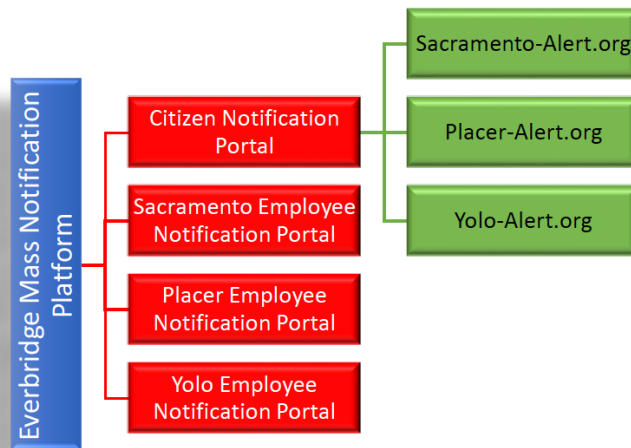 Everbridge Mass Notification
Platform
Citizen Notification
Portal
Sacramento Employee
Notification Portal
Placer Employee
Notification Portal
Yolo Employee
Notification Portal
Sacramento-Alert.org
Placer-Alert.org
Yolo-Alert.org